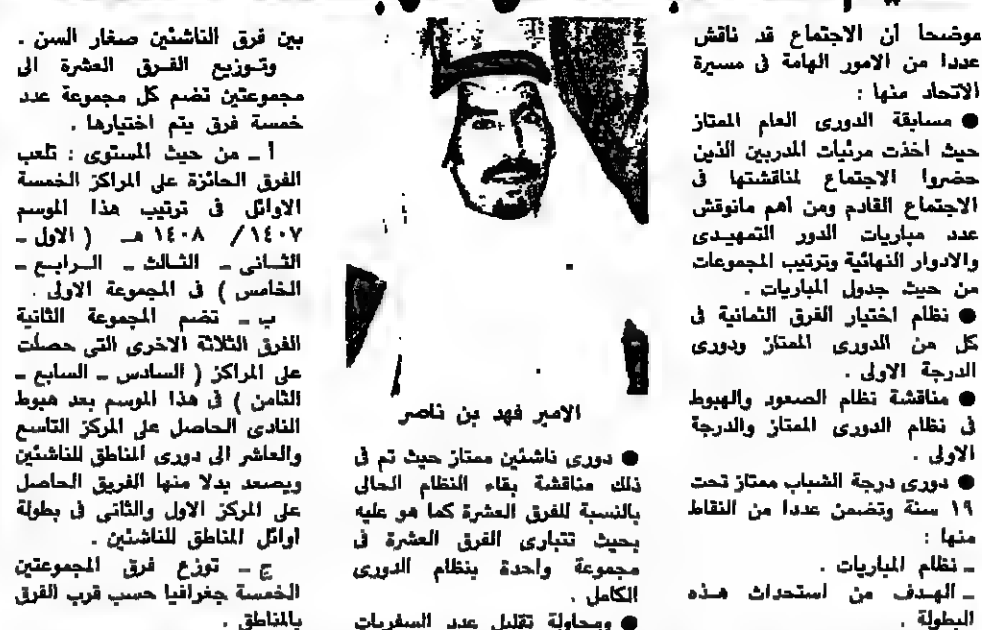 موضحا أن الاجتماع قد ناقش
عددا من الامور الهامة فى مسيرة
الاتحاد منها :
● مسابقة الدورى العام الممتاز
حيث اخذت مرئيات المدربين الذين
حضروا الاجتماع لمناقشتها فى
الاجتماع القادم ومن أهم مانوقش
عدد مباريات الدور التمهيدى
والادوار النهائية وترتيب المجموعات
من حيث جدول المباريات .
● نظام اختيار الفرق الثمانية فى
كل من الدورى الممتاز ودورى
الدرجة الاولى .
● مناقشة نظام الصعود والهبوط
فى نظام الدورى الممتاز والدرجة
الاولى .
● دورى درجة الشباب ممتاز تحت
١٩ سنة وتضمن عددا من النقاط
منها :
ـ نظام المباريات .
ـ الهدف من استحداث هذه
البطولة .
الامير فهد بن ناصر
● دورى ناشئين ممتاز حيث تم فى
ذلك مناقشة بقاء النظام الحالى
بالنسبة للفرق العشرة كما هو عليه
بحيث تتبارى الفرق العشرة فى
مجموعة واحدة بنظام الدورى
الكامل .
● ومحاولة تقليل عدد السفريات
بين فرق الناشئين صغار السن .
وتوزيع الفرق العشرة الى
مجموعتين تضم كل مجموعة عدد
خمسة فرق يتم اختيارها .
أ ـ من حيث المستوى : تلعب
الفرق الحائزة على المراكز الخمسة
الاوائل فى ترتيب هذا الموسم
١٤٠٧ / ١٤٠٨ هـ ( الاول ـ
الثانى ـ الثالث ـ الرابع ـ
الخامس ) فى المجموعة الاولى .
ب ـ تضم المجموعة الثانية
الفرق الثلاثة الاخرى التى حصلت
على المراكز ( السادس ـ السابع ـ
الثامن ) فى هذا الموسم بعد هبوط
النادى الحاصل على المركز التاسع
والعاشر الى دورى المناطق للناشئين
ويصعد بدلا منها الفريق الحاصل
على المركز الاول والثانى فى بطولة
اوائل المناطق للناشئين .
ج ـ توزع فرق المجموعتين
الخمسة جغرافيا حسب قرب الفرق
بالمناطق .